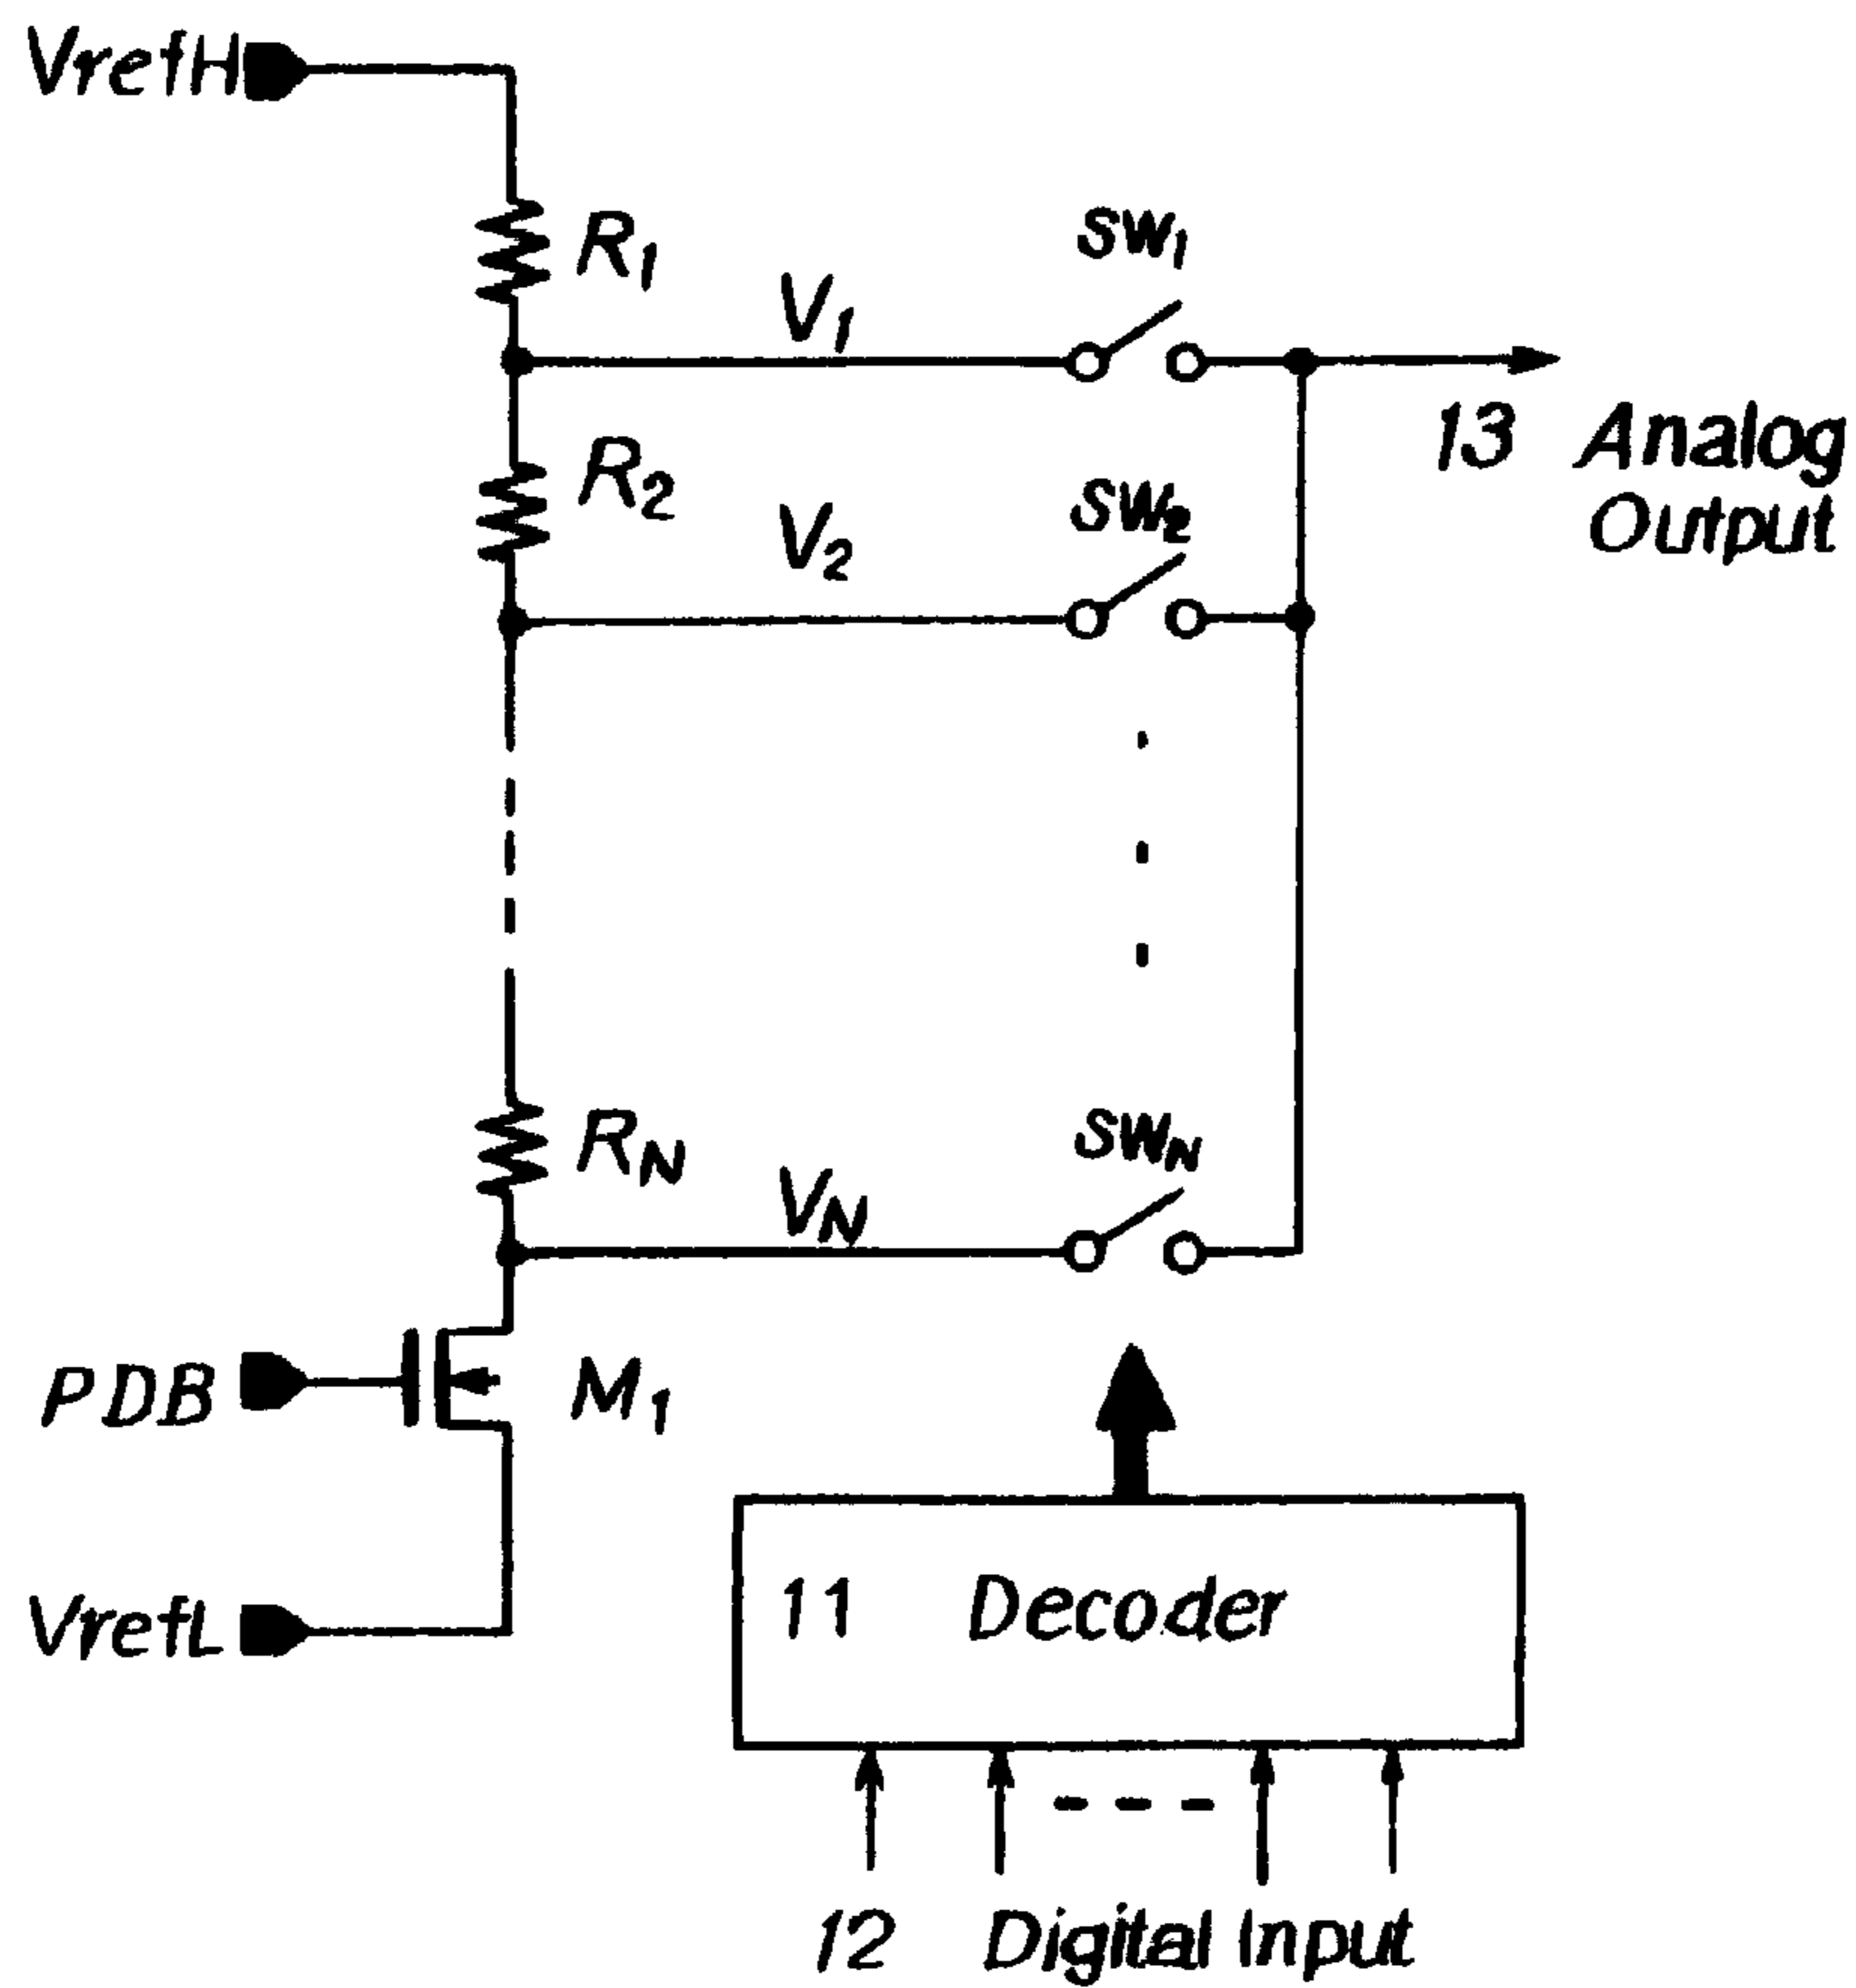 VrefH
R1
SW1
V1
13 Analog
Output
R2
SW2
V2
RN
SWN
VN
PDB
M1
VrefL
11 Decoder
12 Digital Input